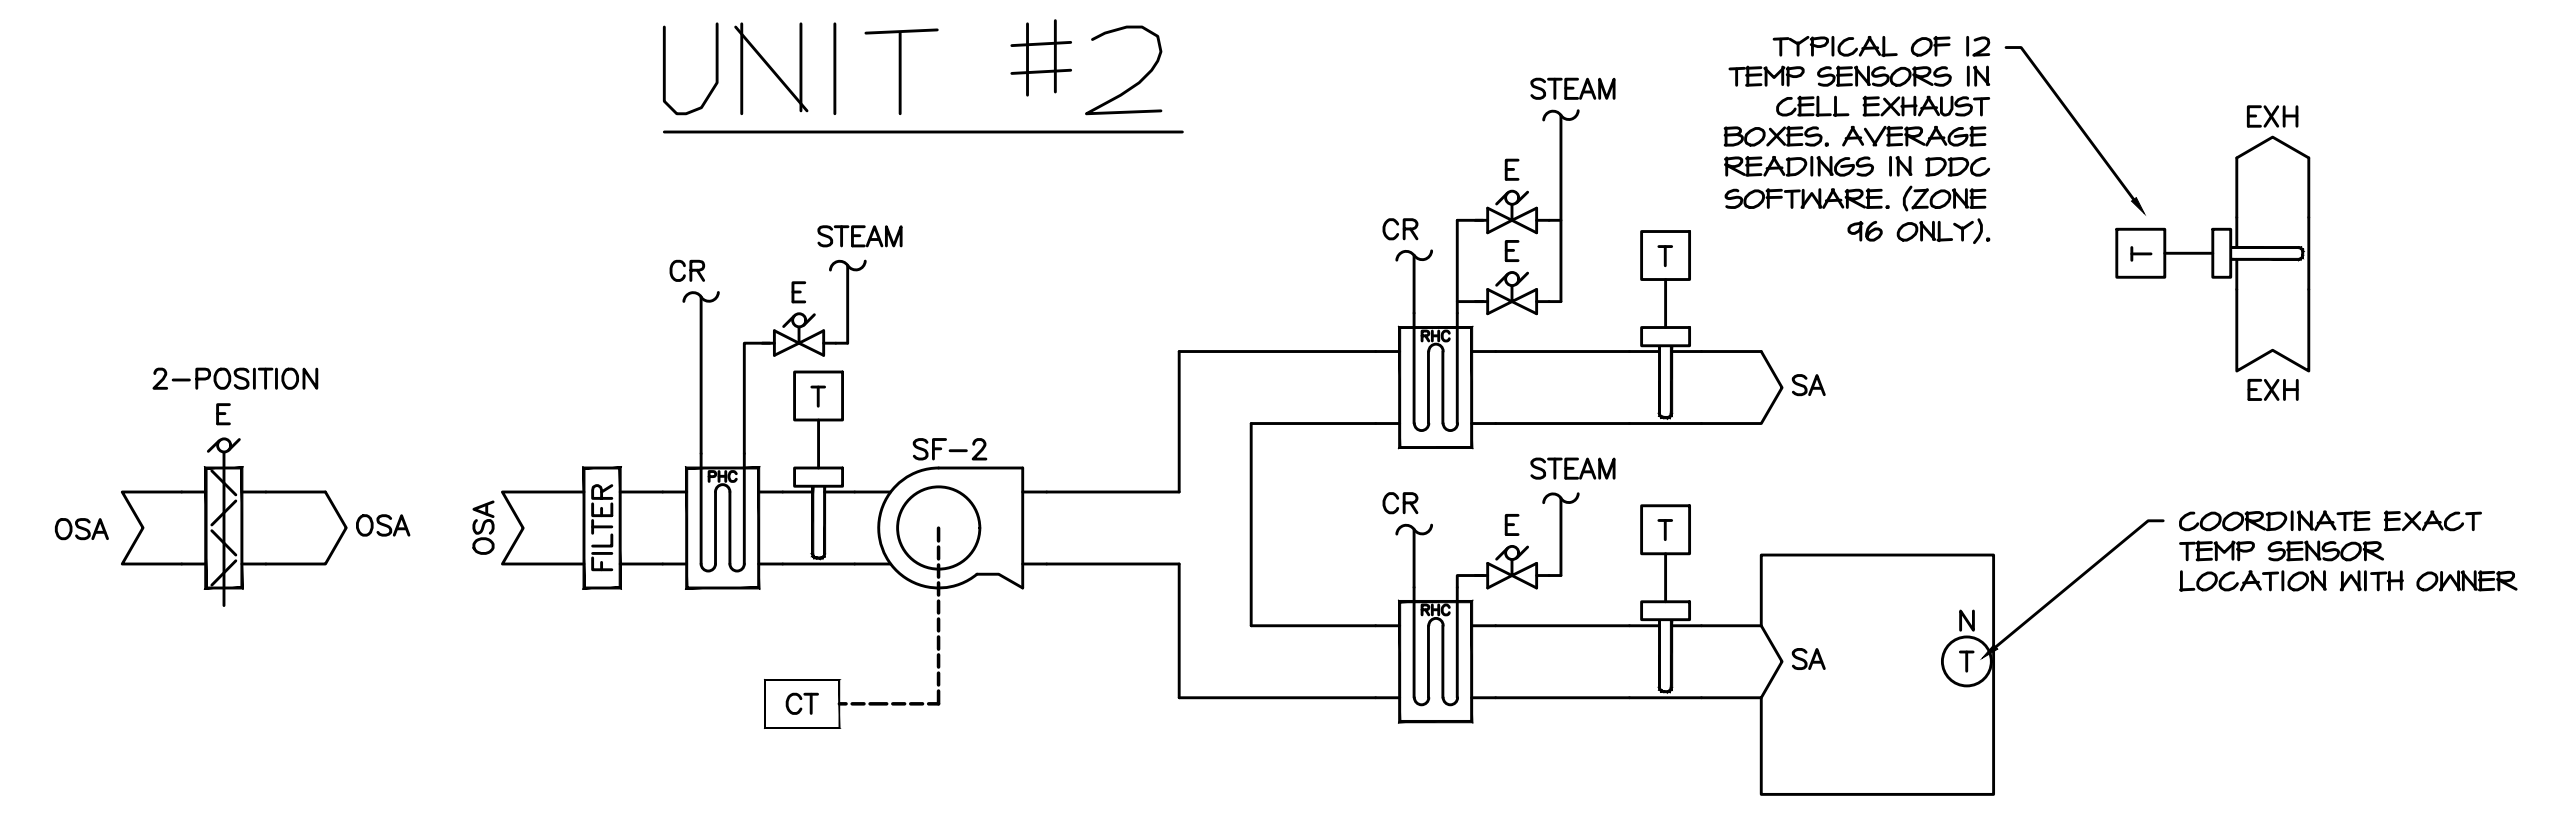 UNIT #2
TYPICAL OF 12
TEMP SENSORS IN
CELL EXHAUST
BOXES. AVERAGE
READINGS IN DDC
SOFTWARE. (ZONE
96 ONLY).
EXH
T
EXH
STEAM
E
CR
E
T
RHC
SA
STEAM
CR
E
T
PHC
2-POSITION
E
OSA
OSA
OSA
FILTER
SF-2
CT
STEAM
CR
E
T
RHC
SA
N
T
COORDINATE EXACT
TEMP SENSOR
LOCATION WITH OWNER